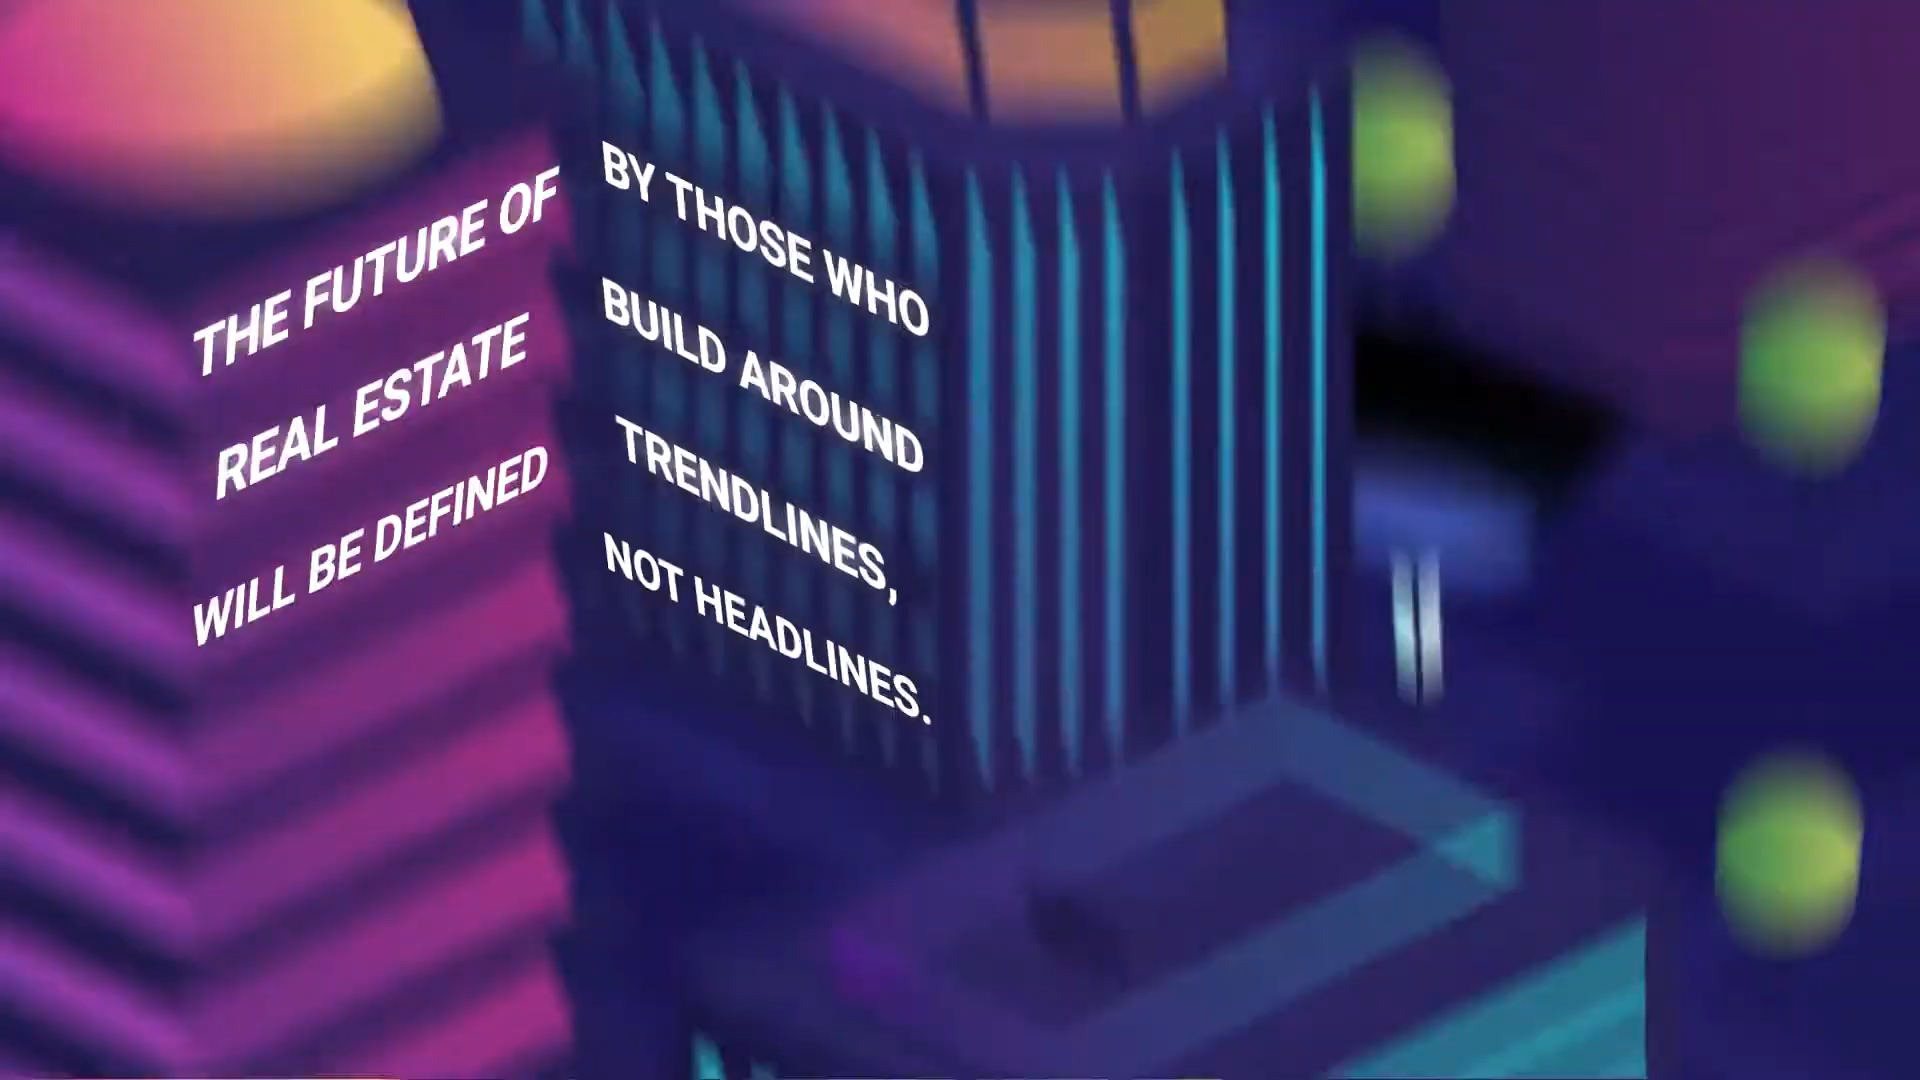 THE FUTURE OF
REAL ESTATE
WILL BE DEFINED
BY THOSE WHO
BUILD AROUND
TRENDLINES,
NOT HEADLINES.